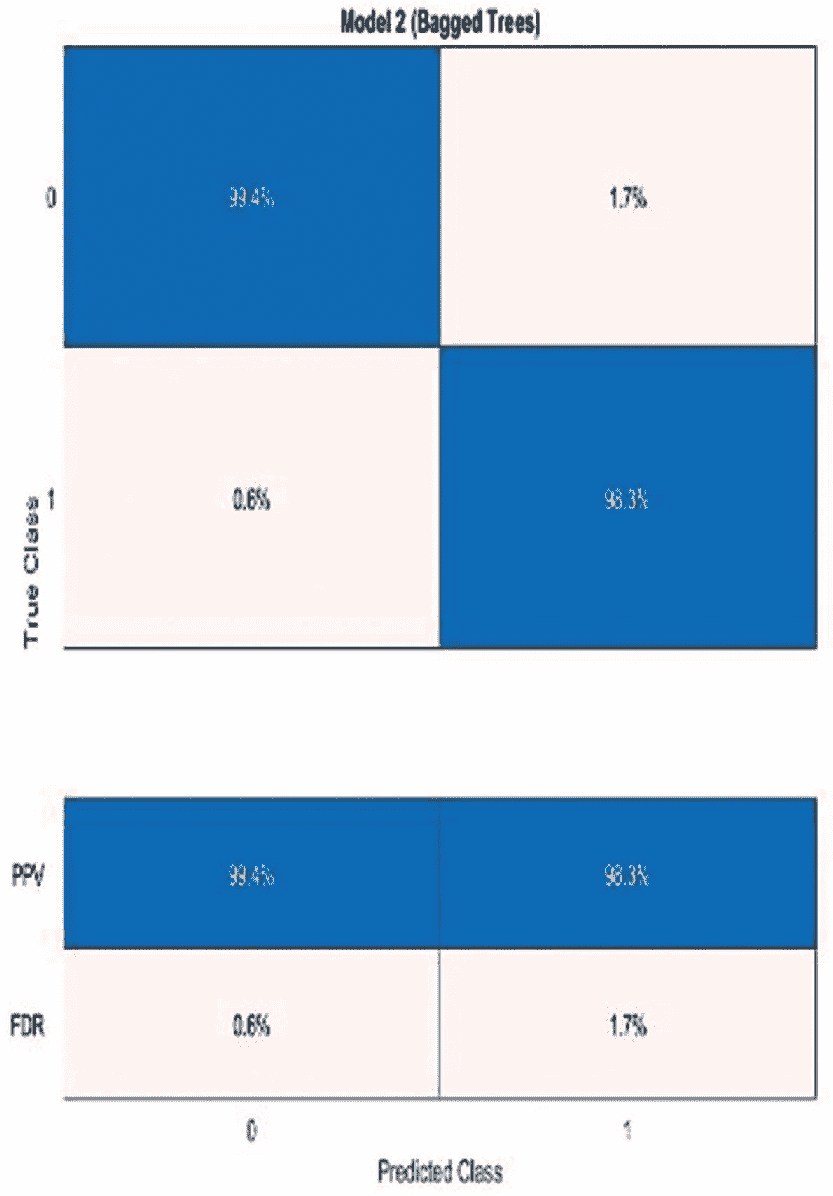 Model 2 (Bagged Trees)
0 99.4% 1.7%
True Class 1 0.6% 98.3%
PPV 99.4% 98.3%
FDR 0.6% 1.7%
0 1
Predicted Class